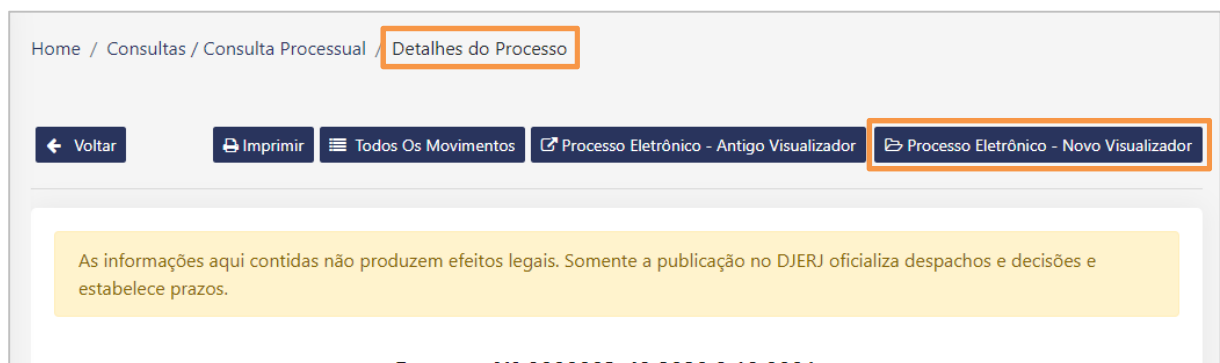 Home / Consultas / Consulta Processual / Detalhes do Processo
Voltar Imprimir Todos Os Movimentos Processo Eletrônico - Antigo Visualizador Processo Eletrônico - Novo Visualizador
As informações aqui contidas não produzem efeitos legais. Somente a publicação no DJERJ oficializa despachos e decisões e
estabelece prazos.